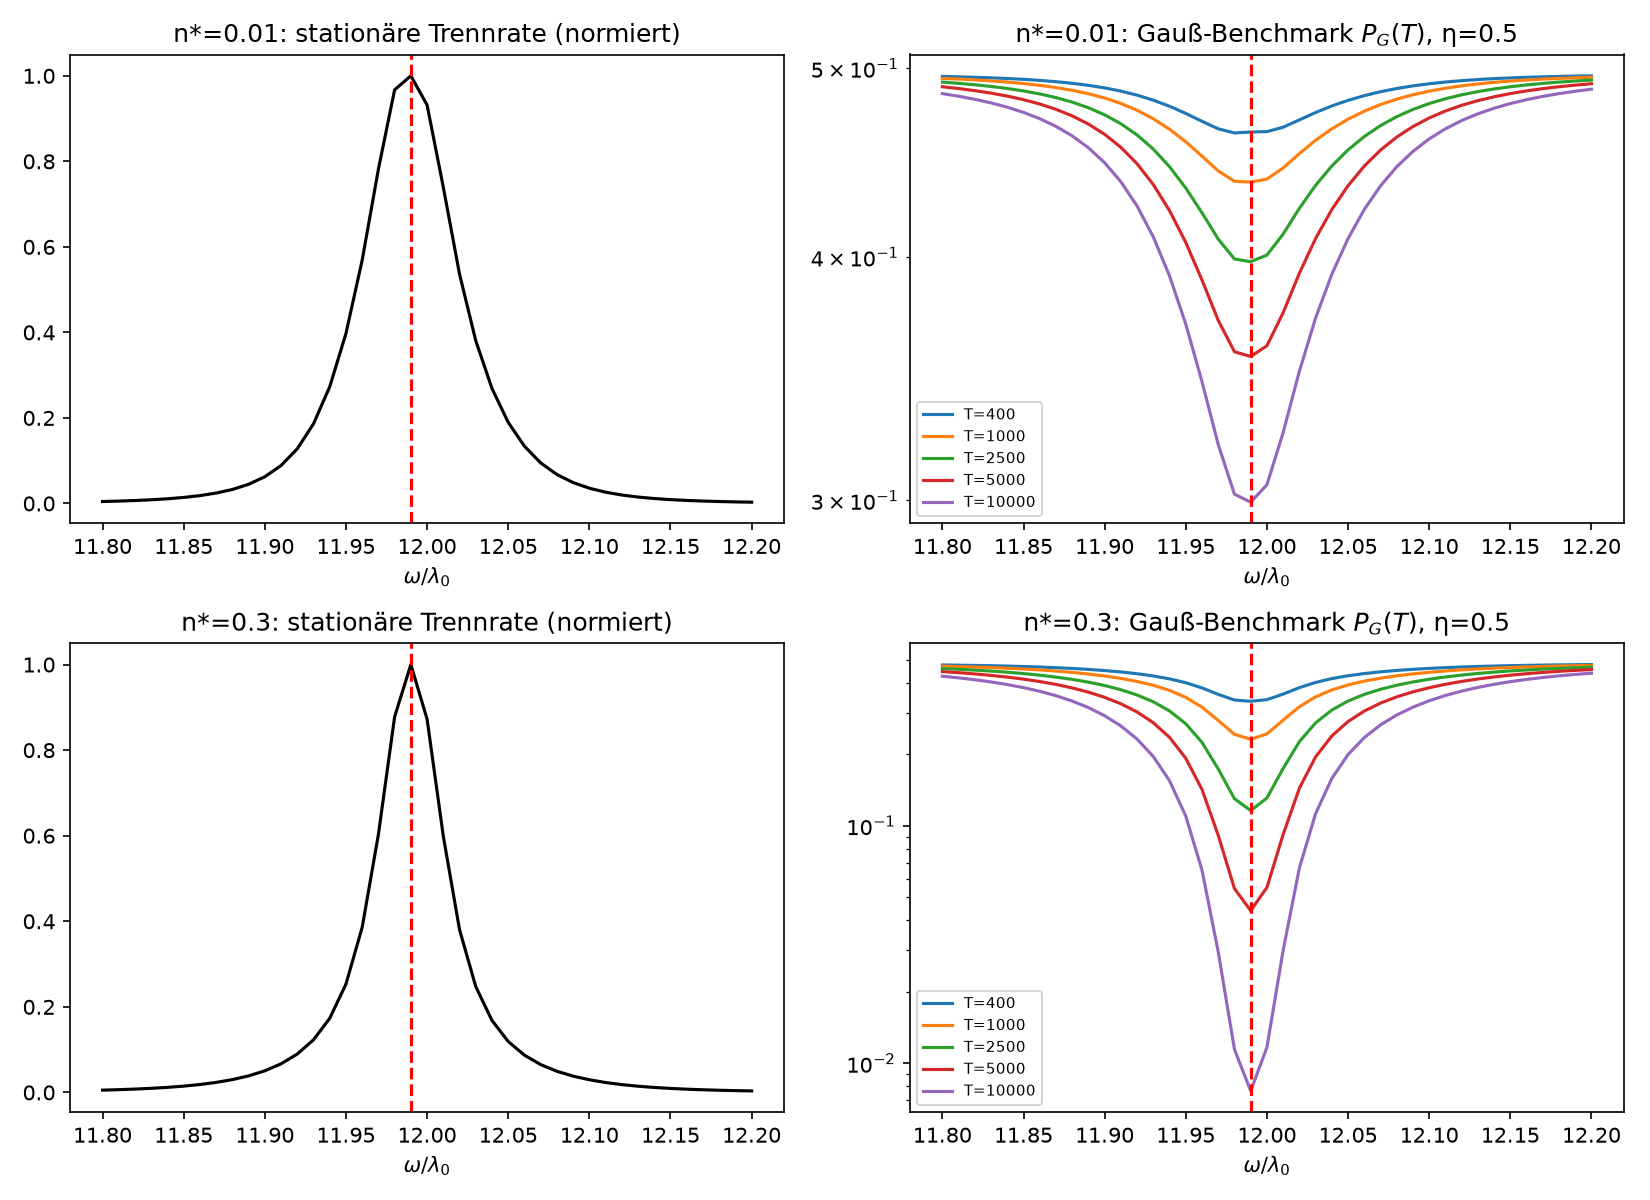 n*=0.01: stationäre Trennrate (normiert)
1.0
0.8
0.6
0.4
0.2
0.0
11.80 11.85 11.90 11.95 12.00 12.05 12.10 12.15 12.20
ω/λ₀
n*=0.01: Gauß-Benchmark P_G(T), η=0.5
5 × 10⁻¹
4 × 10⁻¹
3 × 10⁻¹
T=400
T=1000
T=2500
T=5000
T=10000
11.80 11.85 11.90 11.95 12.00 12.05 12.10 12.15 12.20
ω/λ₀
n*=0.3: stationäre Trennrate (normiert)
1.0
0.8
0.6
0.4
0.2
0.0
11.80 11.85 11.90 11.95 12.00 12.05 12.10 12.15 12.20
ω/λ₀
n*=0.3: Gauß-Benchmark P_G(T), η=0.5
10⁻¹
10⁻²
T=400
T=1000
T=2500
T=5000
T=10000
11.80 11.85 11.90 11.95 12.00 12.05 12.10 12.15 12.20
ω/λ₀